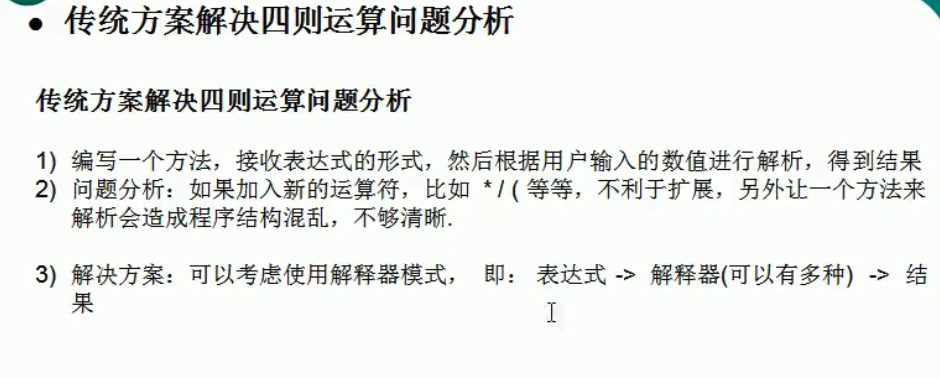 ● 传统方案解决四则运算问题分析
传统方案解决四则运算问题分析
1) 编写一个方法，接收表达式的形式，然后根据用户输入的数值进行解析，得到结果
2) 问题分析：如果加入新的运算符，比如 * / ( 等等，不利于扩展，另外让一个方法来
解析会造成程序结构混乱，不够清晰.
3) 解决方案：可以考虑使用解释器模式， 即： 表达式 -> 解释器(可以有多种) -> 结
果